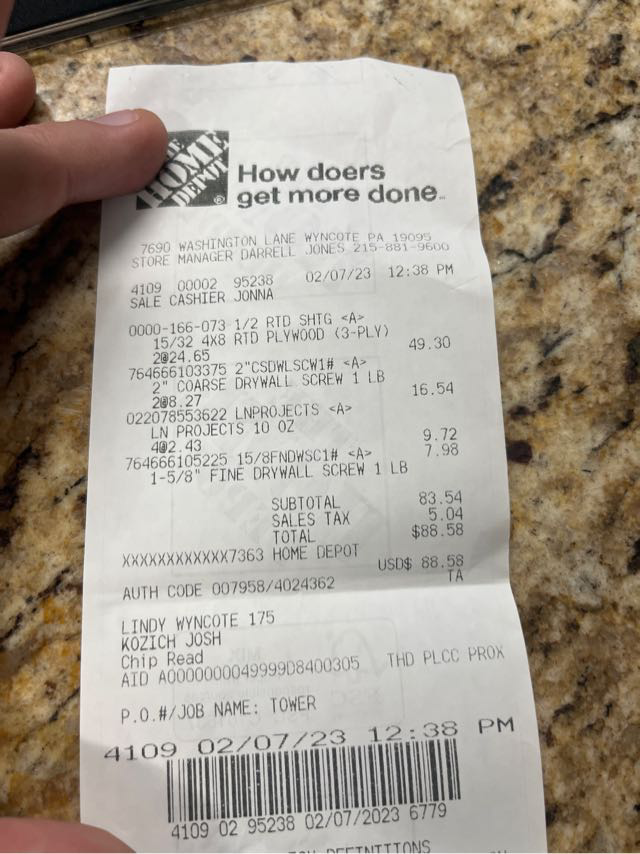 THE HOME DEPOT ®
How doers
get more done™
7690 WASHINGTON LANE WYNCOTE PA 19095
STORE MANAGER DARRELL JONES 215-881-9600
4109 00002 95238 02/07/23 12:38 PM
SALE CASHIER JONNA
0000-166-073 1/2 RTD SHTG <A>
15/32 4X8 RTD PLYWOOD (3-PLY)
2@24.65 49.30
764666103375 2"CSDWLSCW1# <A>
2" COARSE DRYWALL SCREW 1 LB
2@8.27 16.54
022078553622 LNPROJECTS <A>
LN PROJECTS 10 OZ
4@2.43 9.72
764666105225 15/8FNDWSC1# <A> 7.98
1-5/8" FINE DRYWALL SCREW 1 LB
SUBTOTAL 83.54
SALES TAX 5.04
TOTAL $88.58
XXXXXXXXXXXX7363 HOME DEPOT
USD$ 88.58
AUTH CODE 007958/4024362 TA
LINDY WYNCOTE 175
KOZICH JOSH
Chip Read
AID A0000000049999D8400305 THD PLCC PROX
P.O.#/JOB NAME: TOWER
4109 02/07/23 12:38 PM
4109 02 95238 02/07/2023 6779
DEFINITIONS